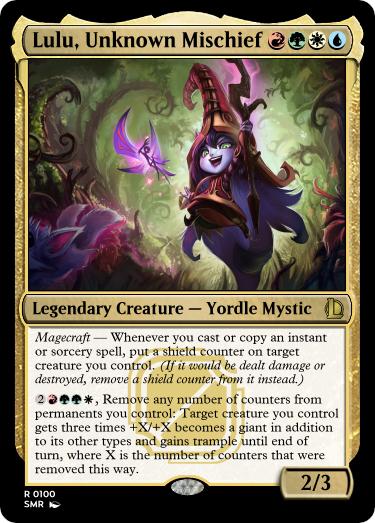 Lulu, Unknown Mischief
Legendary Creature — Yordle Mystic
Magecraft — Whenever you cast or copy an instant
or sorcery spell, put a shield counter on target
creature you control. (If it would be dealt damage or
destroyed, remove a shield counter from it instead.)
2, Remove any number of counters from
permanents you control: Target creature you control
gets three times +X/+X becomes a giant in addition
to its other types and gains trample until end of
turn, where X is the number of counters that were
removed this way.
2/3
R 0100
SMR